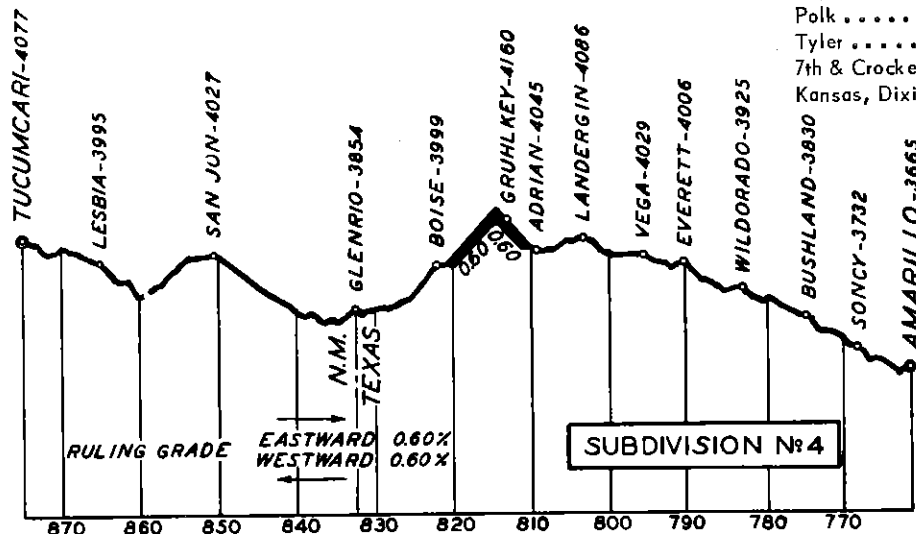 Polk . . . . .
Tyler . . . . .
7th & Crocke
Kansas, Dixi
TUCUMCARI-4077
LESBIA-3995
SAN JUN-4027
GLENRIO-3854
BOISE-3999
GRUHLKEY-4160
ADRIAN-4045
LANDERGIN-4086
VEGA-4029
EVERETT-4006
WILDORADO-3925
BUSHLAND-3830
SONCY-3732
AMARILLO-3665
0.60 0.60
N.M.
TEXAS
RULING GRADE
EASTWARD 0.60%
WESTWARD 0.60%
SUBDIVISION Nº4
870 860 850 840 830 820 810 800 790 780 770